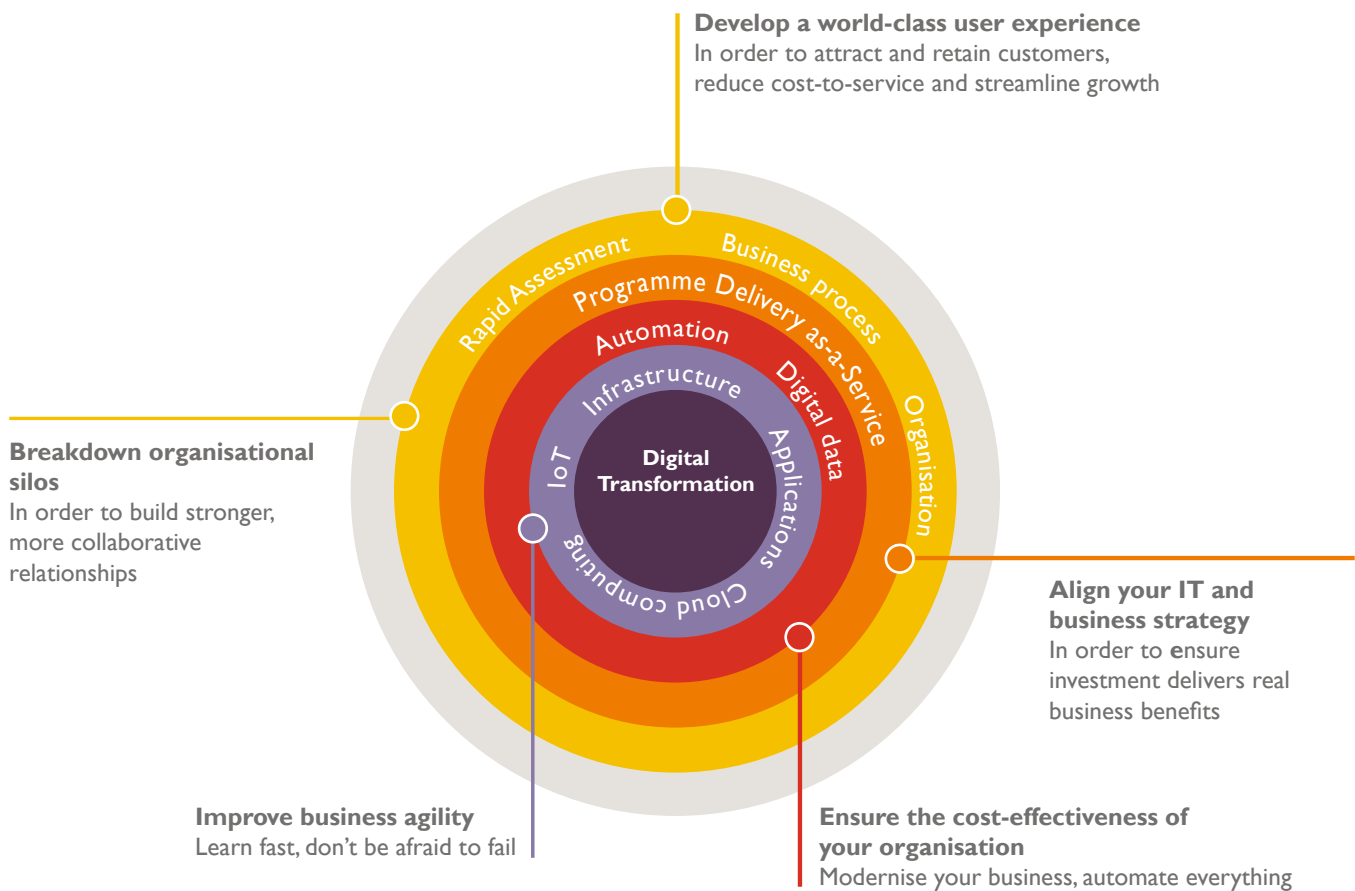 Develop a world-class user experience
In order to attract and retain customers,
reduce cost-to-service and streamline growth
Rapid Assessment
Business process
Organisation
Programme Delivery as-a-Service
Automation
Digital data
Infrastructure
Applications
Cloud computing
IoT
Digital
Transformation
Breakdown organisational
silos
In order to build stronger,
more collaborative
relationships
Align your IT and
business strategy
In order to ensure
investment delivers real
business benefits
Improve business agility
Learn fast, don't be afraid to fail
Ensure the cost-effectiveness of
your organisation
Modernise your business, automate everything